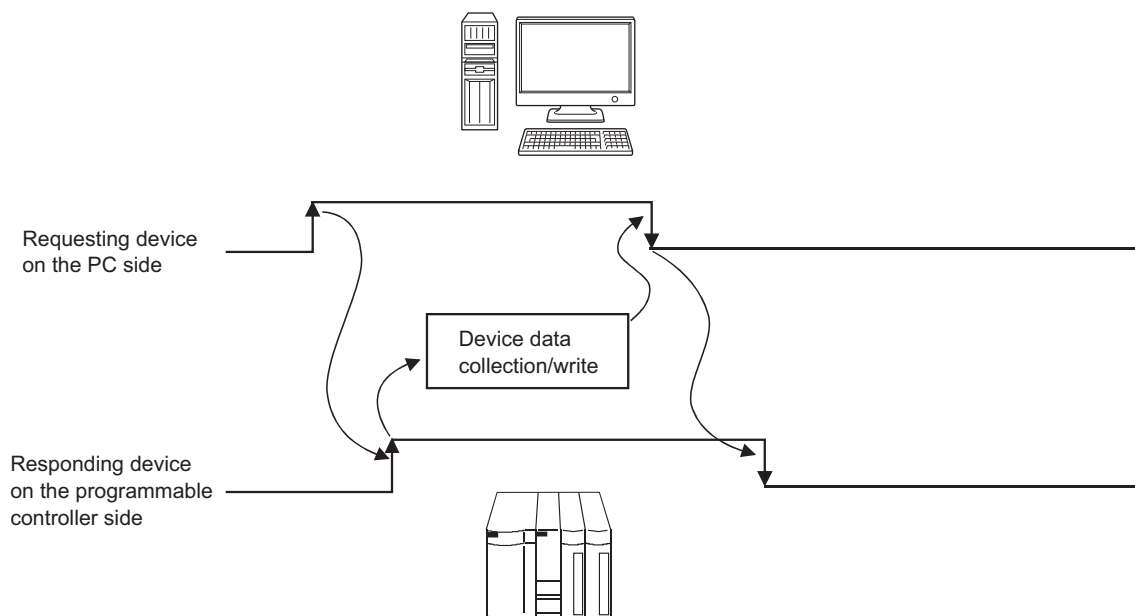 Requesting device
on the PC side
Device data
collection/write
Responding device
on the programmable
controller side